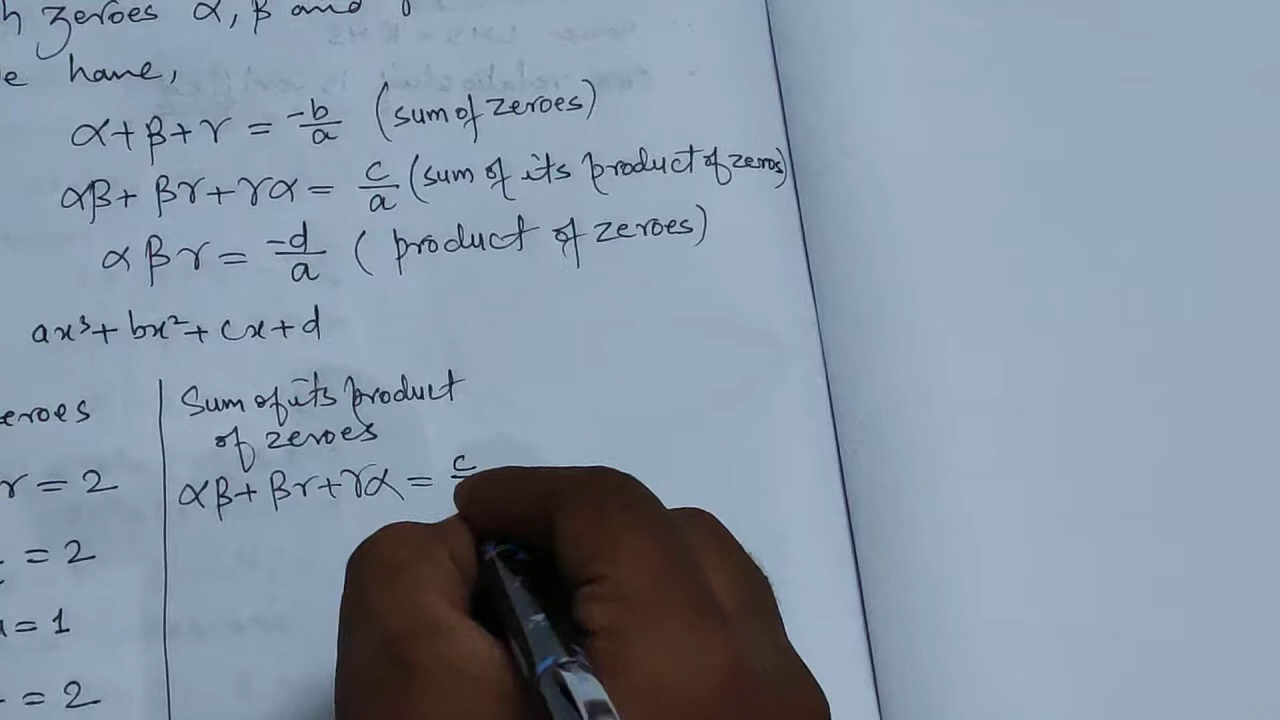 zeroes α, β and
have,
α+β+γ = -b/a (sum of zeroes)
αβ+βγ+γα = c/a (sum of its product of zeros)
αβγ = -d/a (product of zeroes)
ax³+bx²+cx+d
eroes
Sum of its product
of zeroes
γ = 2
αβ+βγ+γα = c
= 2
= 1
= 2